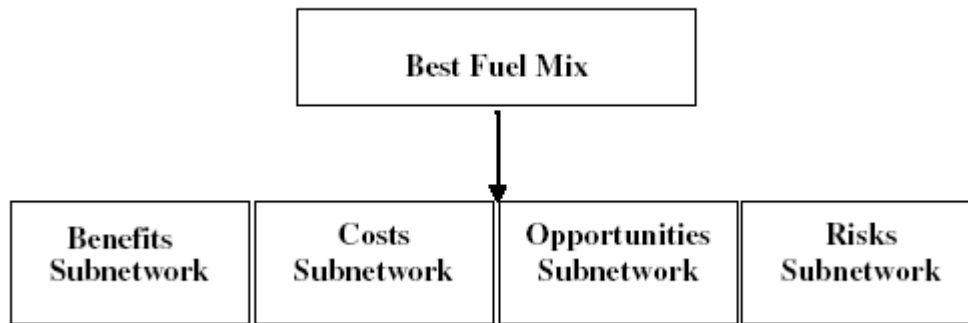 Best Fuel Mix
Benefits
Subnetwork
Costs
Subnetwork
Opportunities
Subnetwork
Risks
Subnetwork